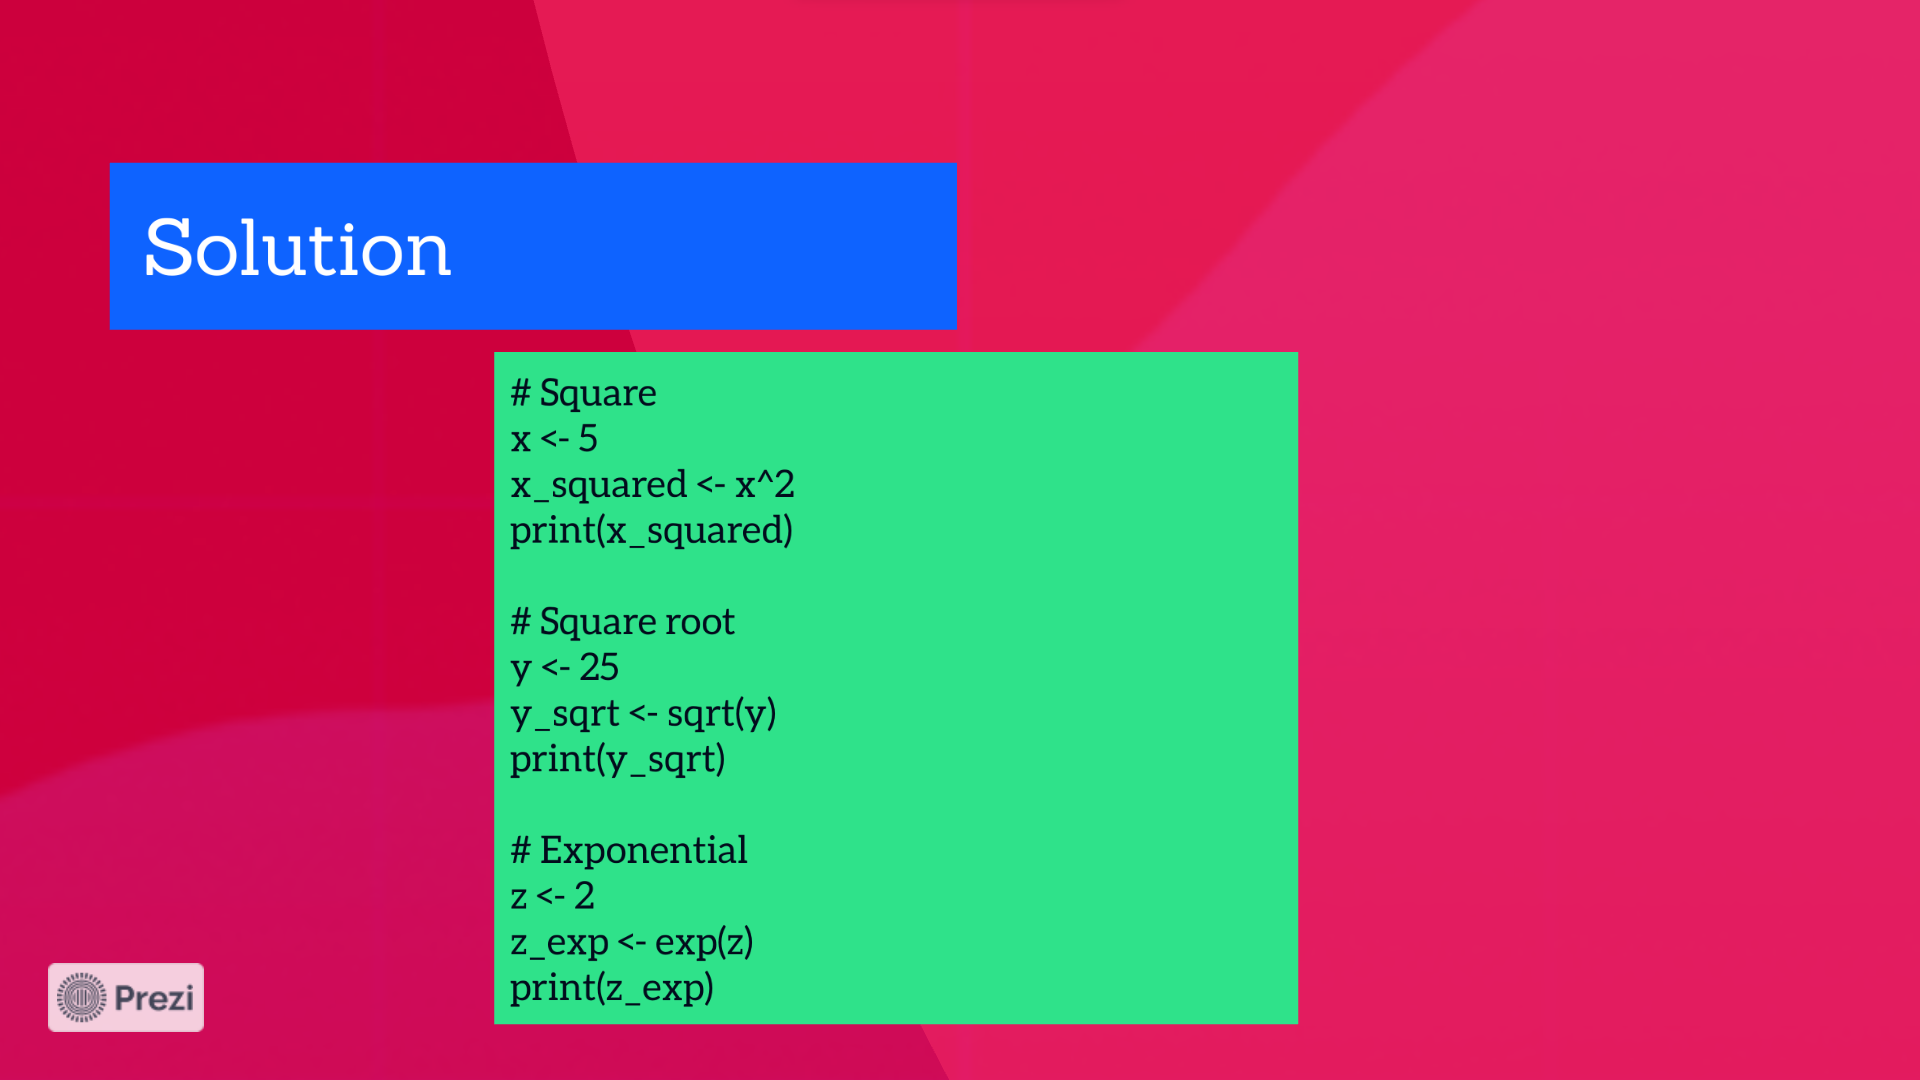 Solution
# Square
x <- 5
x_squared <- x^2
print(x_squared)
# Square root
y <- 25
y_sqrt <- sqrt(y)
print(y_sqrt)
# Exponential
z <- 2
z_exp <- exp(z)
print(z_exp)
Prezi